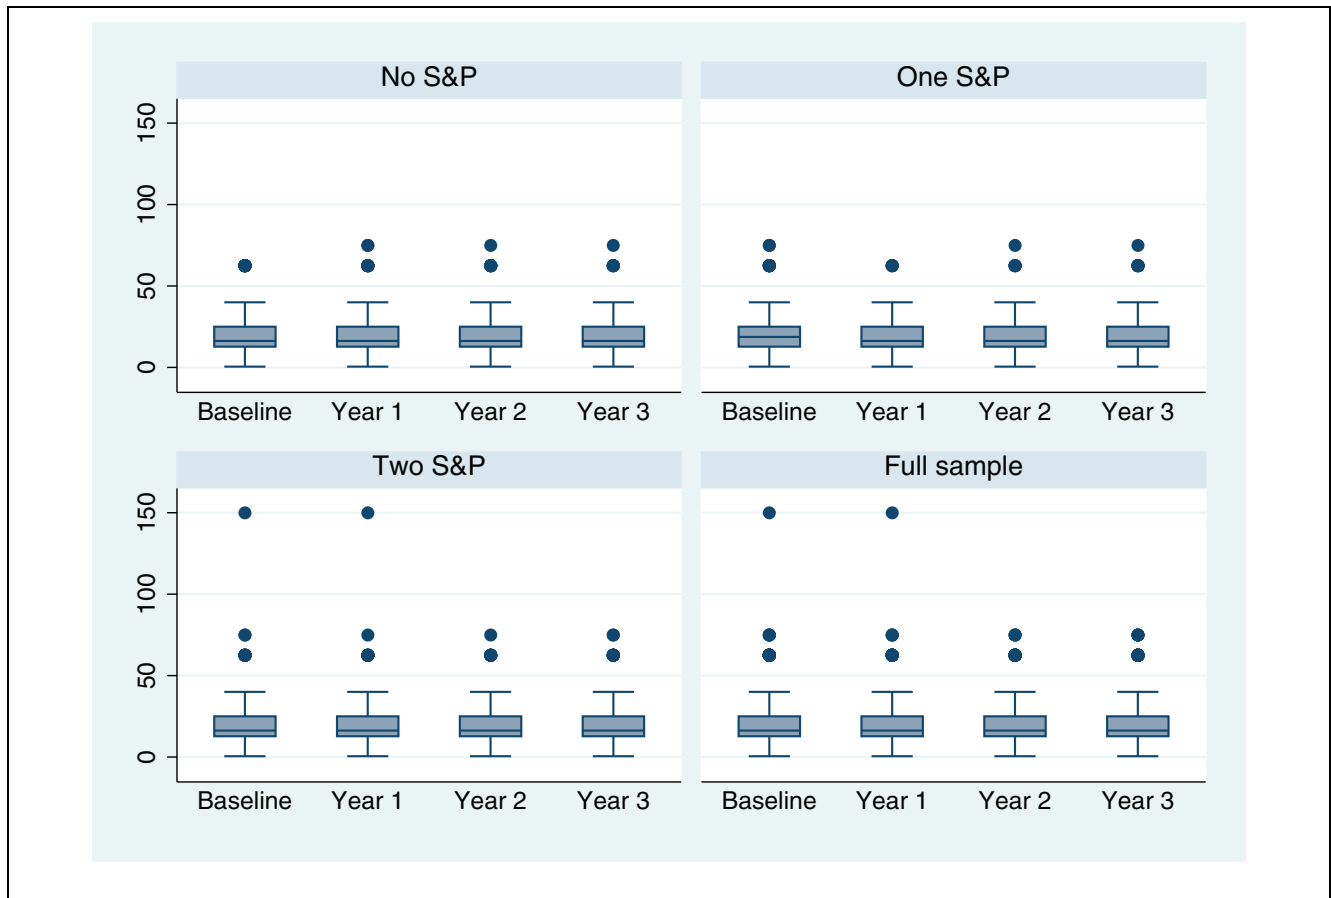 No S&P
One S&P
150
100
50
0
Baseline Year 1 Year 2 Year 3
Baseline Year 1 Year 2 Year 3
Two S&P
Full sample
150
100
50
0
Baseline Year 1 Year 2 Year 3
Baseline Year 1 Year 2 Year 3